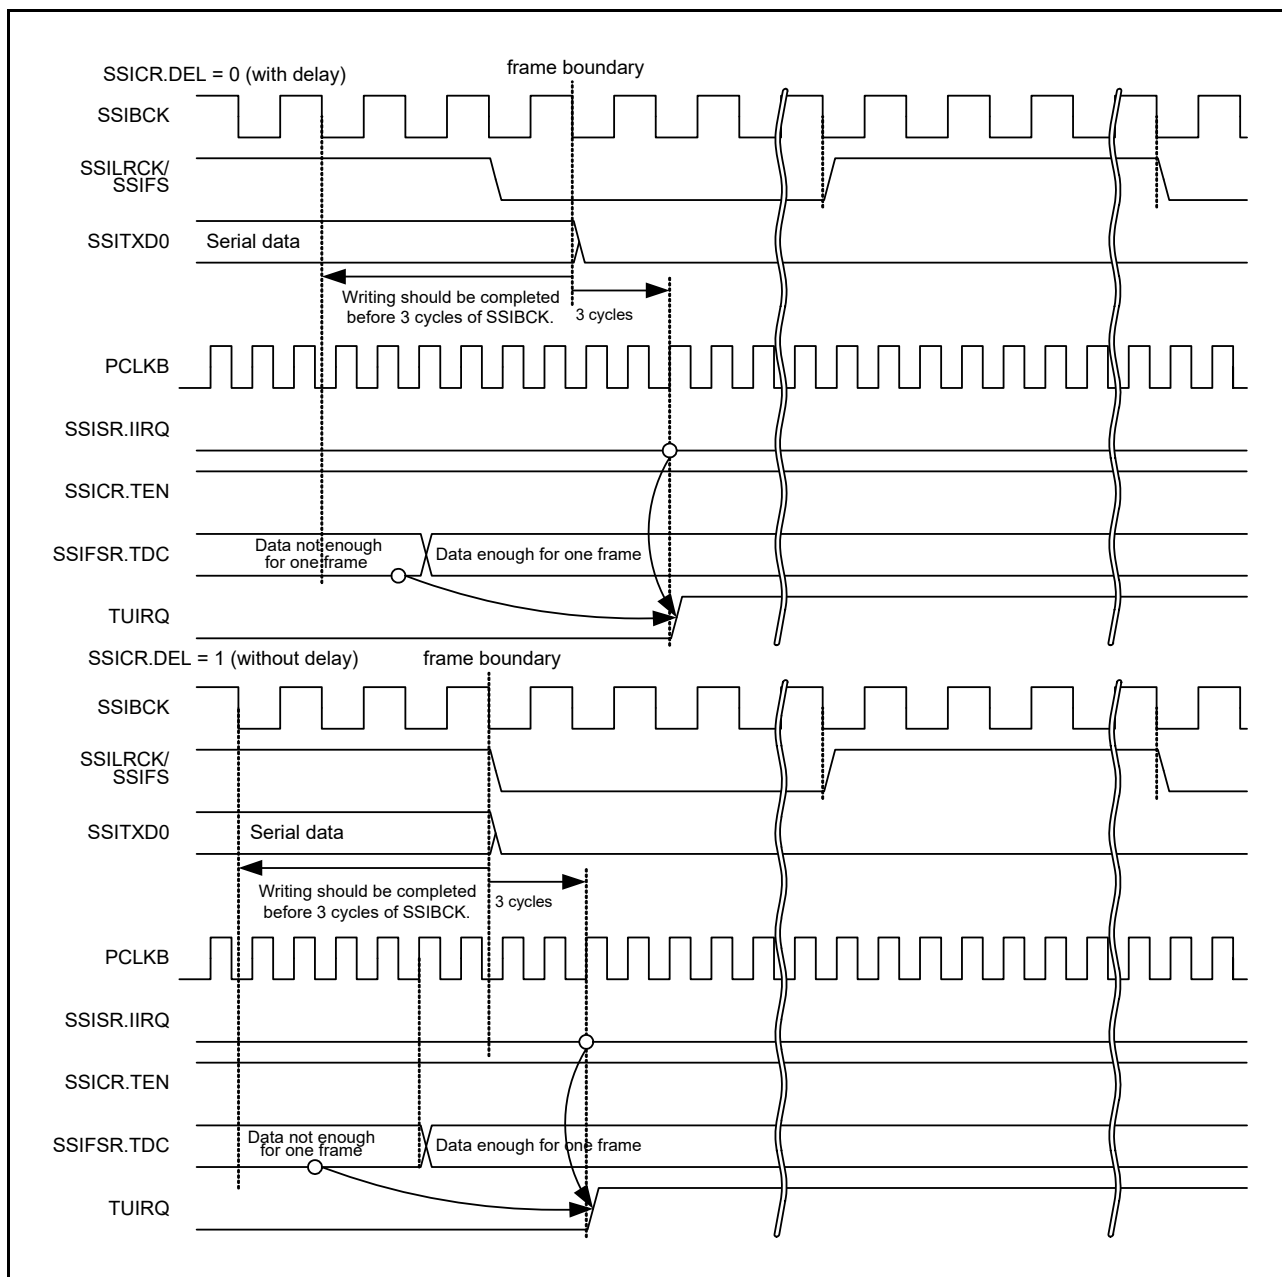 SSICR.DEL = 0 (with delay)
frame boundary
SSIBCK
SSILRCK/
SSIFS
SSITXD0
Serial data
Writing should be completed
before 3 cycles of SSIBCK.
3 cycles
PCLKB
SSISR.IIRQ
SSICR.TEN
SSIFSR.TDC
Data not enough
for one frame
Data enough for one frame
TUIRQ
SSICR.DEL = 1 (without delay)
frame boundary
SSIBCK
SSILRCK/
SSIFS
SSITXD0
Serial data
Writing should be completed
before 3 cycles of SSIBCK.
3 cycles
PCLKB
SSISR.IIRQ
SSICR.TEN
SSIFSR.TDC
Data not enough
for one frame
Data enough for one frame
TUIRQ